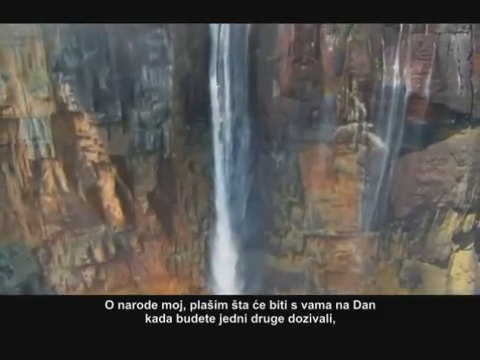 O narode moj, plašim šta će biti s vama na Dan
kada budete jedni druge dozivali,